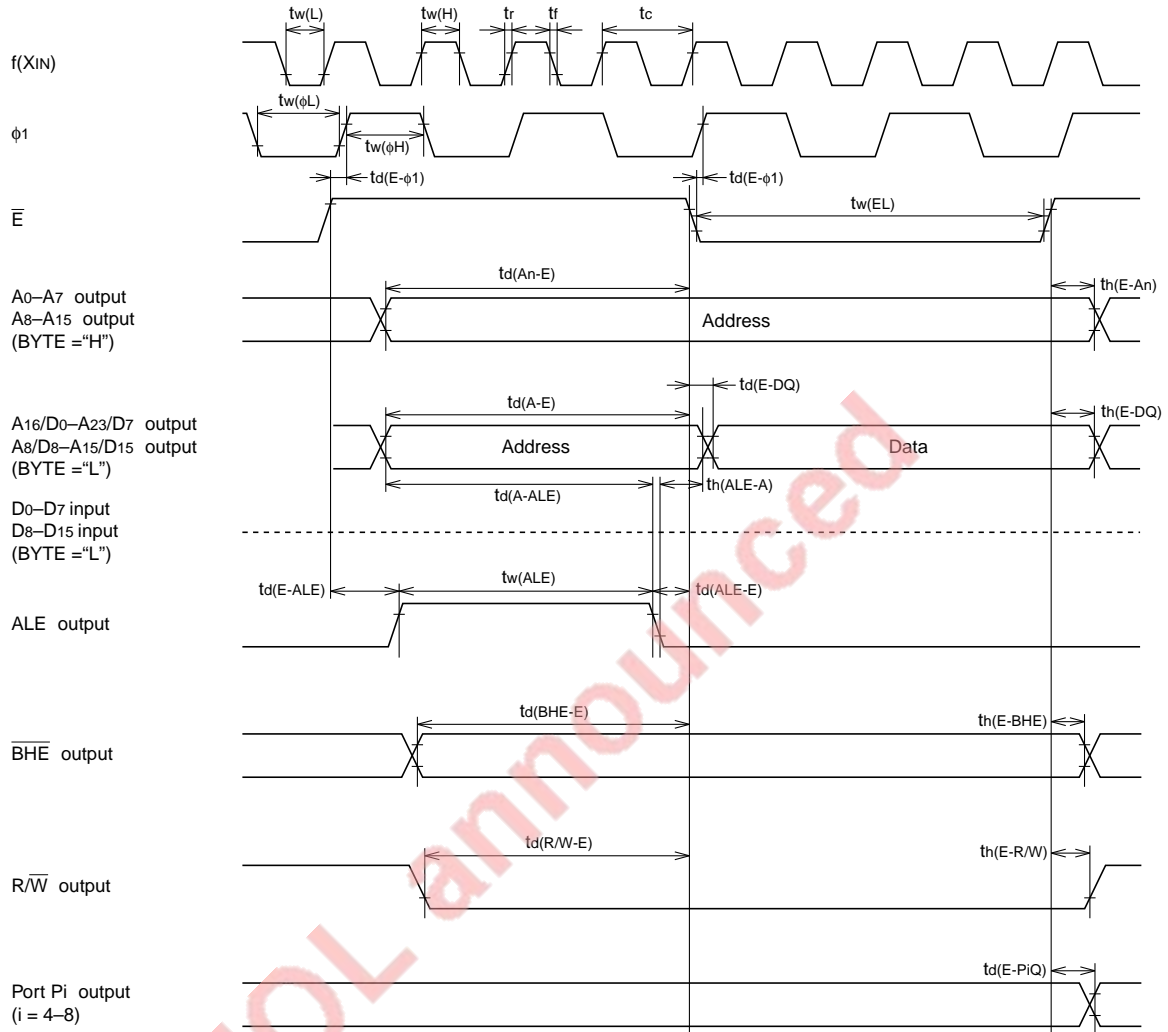 tw(L) tw(H) tr tf tc
f(XIN)
tw(ϕL)
ϕ1
tw(ϕH)
td(E-ϕ1) td(E-ϕ1)
E̅ tw(EL)
td(An-E) th(E-An)
A0–A7 output
A8–A15 output Address
(BYTE =“H”)
td(E-DQ)
td(A-E) th(E-DQ)
A16/D0–A23/D7 output
A8/D8–A15/D15 output Address Data
(BYTE =“L”)
td(A-ALE) th(ALE-A)
D0–D7 input
D8–D15 input
(BYTE =“L”)
td(E-ALE) tw(ALE) td(ALE-E)
ALE output
td(BHE-E) th(E-BHE)
B̅H̅E̅ output
td(R/W-E) th(E-R/W)
R/W̅ output
td(E-PiQ)
Port Pi output
(i = 4–8)
OL announced